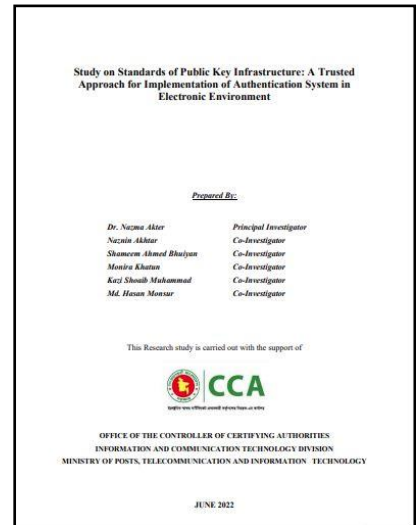 Study on Standards of Public Key Infrastructure: A Trusted
Approach for Implementation of Authentication System in
Electronic Environment
Prepared By:
Dr. Nazma Akter Principal Investigator
Naznin Akhtar Co-Investigator
Shameem Ahmed Bhuiyan Co-Investigator
Monira Khatun Co-Investigator
Kazi Shoaib Muhammad Co-Investigator
Md. Hasan Monsur Co-Investigator
This Research study is carried out with the support of
CCA
OFFICE OF THE CONTROLLER OF CERTIFYING AUTHORITIES
INFORMATION AND COMMUNICATION TECHNOLOGY DIVISION
MINISTRY OF POSTS, TELECOMMUNICATION AND INFORMATION TECHNOLOGY
JUNE 2022